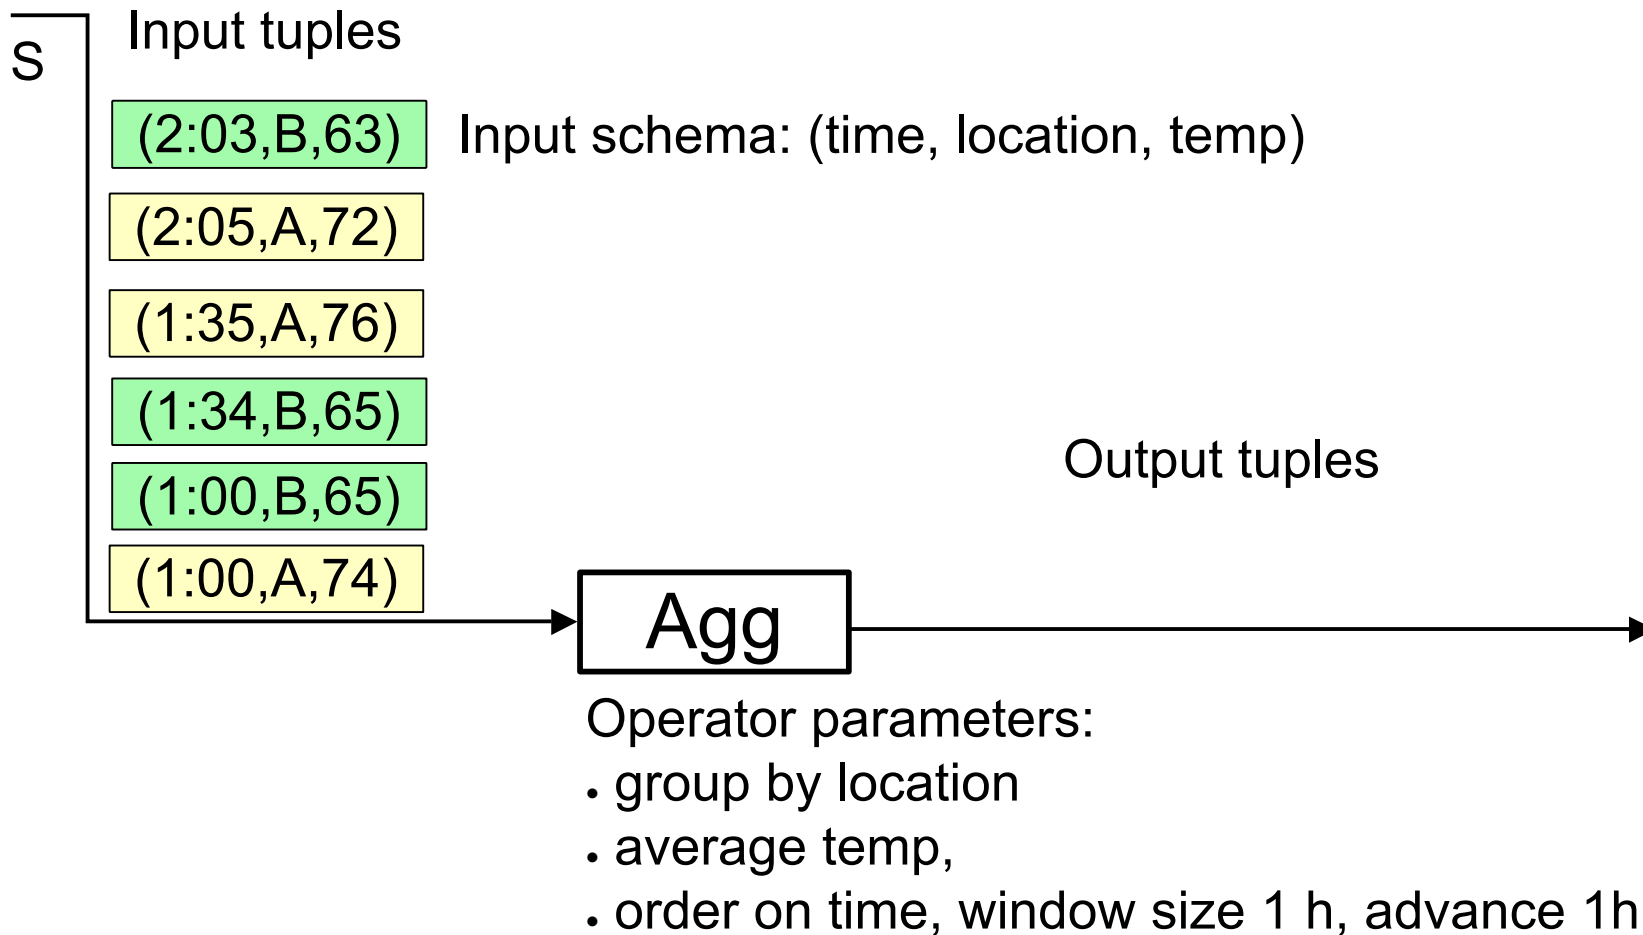 S
Input tuples
(2:03,B,63)
Input schema: (time, location, temp)
(2:05,A,72)
(1:35,A,76)
(1:34,B,65)
(1:00,B,65)
(1:00,A,74)
Output tuples
Agg
Operator parameters:
• group by location
• average temp,
• order on time, window size 1 h, advance 1h